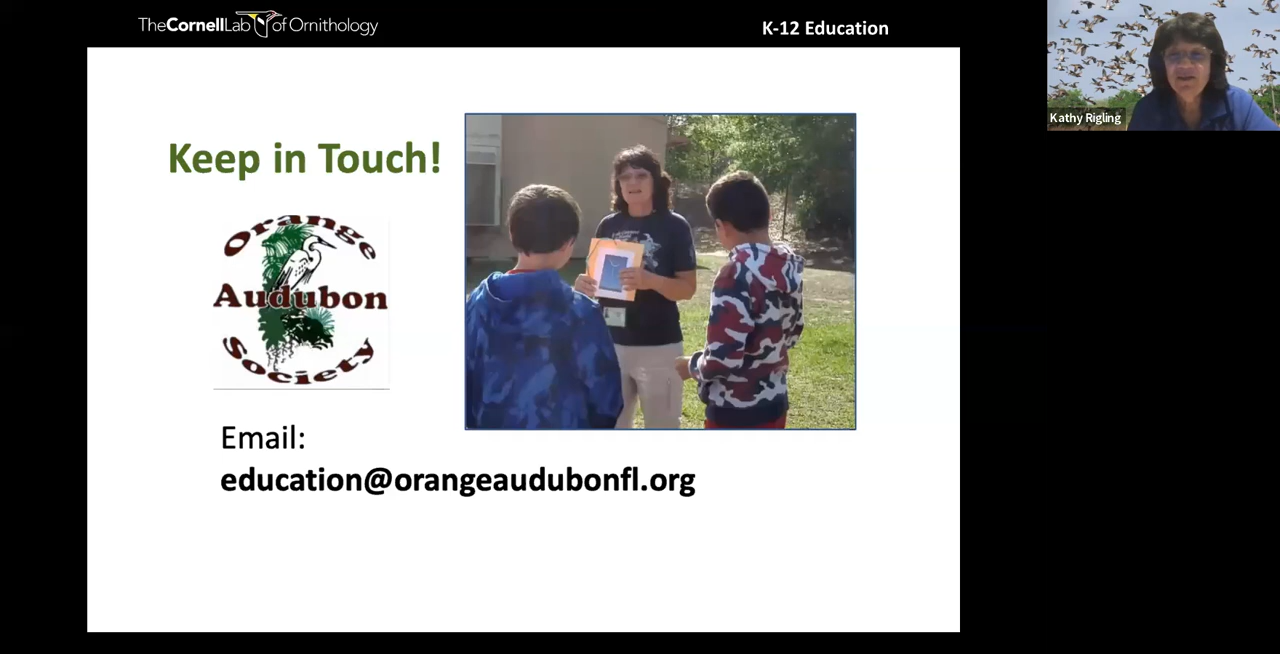 TheCornellLab of Ornithology
K-12 Education
Kathy Rigling
Keep in Touch!
Orange
Audubon
Society
Email:
education@orangeaudubonfl.org